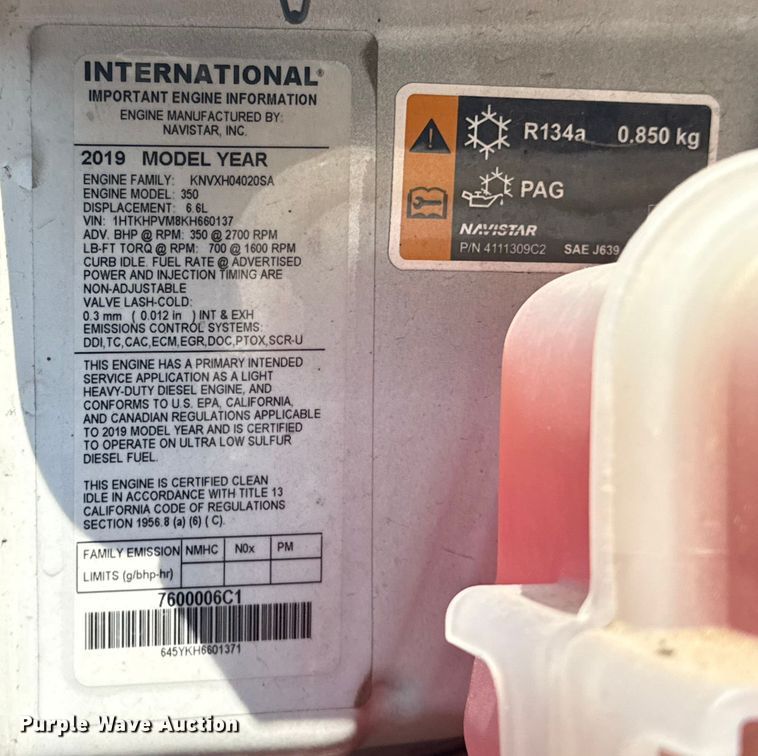 INTERNATIONAL®
IMPORTANT ENGINE INFORMATION
ENGINE MANUFACTURED BY:
NAVISTAR, INC.
2019 MODEL YEAR
ENGINE FAMILY: KNVXH04020SA
ENGINE MODEL: 350
DISPLACEMENT: 6.6L
VIN: 1HTKHPVM8KH660137
ADV. BHP @ RPM: 350 @ 2700 RPM
LB-FT TORQ @ RPM: 700 @ 1600 RPM
CURB IDLE. FUEL RATE @ ADVERTISED
POWER AND INJECTION TIMING ARE
NON-ADJUSTABLE
VALVE LASH-COLD:
0.3 mm ( 0.012 in ) INT & EXH
EMISSIONS CONTROL SYSTEMS:
DDI,TC,CAC,ECM,EGR,DOC,PTOX,SCR-U
THIS ENGINE HAS A PRIMARY INTENDED
SERVICE APPLICATION AS A LIGHT
HEAVY-DUTY DIESEL ENGINE, AND
CONFORMS TO U.S. EPA, CALIFORNIA,
AND CANADIAN REGULATIONS APPLICABLE
TO 2019 MODEL YEAR AND IS CERTIFIED
TO OPERATE ON ULTRA LOW SULFUR
DIESEL FUEL.
THIS ENGINE IS CERTIFIED CLEAN
IDLE IN ACCORDANCE WITH TITLE 13
CALIFORNIA CODE OF REGULATIONS
SECTION 1956.8 (a) (6) ( C).
FAMILY EMISSION NMHC N0x PM
LIMITS (g/bhp-hr)
7600006C1
645YKH6601371
R134a 0.850 kg
PAG
NAVISTAR
P/N 4111309C2 SAE J639
Purple Wave Auction